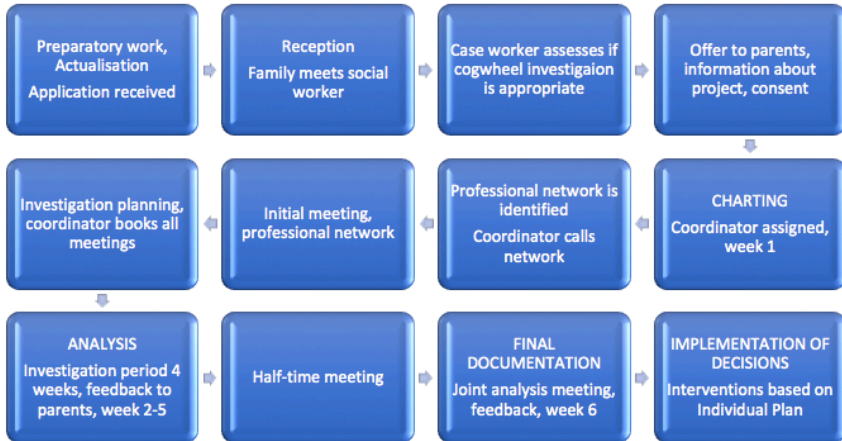 Preparatory work,
Actualisation
Application received
Reception
Family meets social
worker
Case worker assesses if
cogwheel investigaion
is appropriate
Offer to parents,
information about
project, consent
CHARTING
Coordinator assigned,
week 1
Professional network is
identified
Coordinator calls
network
Initial meeting,
professional network
Investigation planning,
coordinator books all
meetings
ANALYSIS
Investigation period 4
weeks, feedback to
parents, week 2-5
Half-time meeting
FINAL
DOCUMENTATION
Joint analysis meeting,
feedback, week 6
IMPLEMENTATION OF
DECISIONS
Interventions based on
Individual Plan